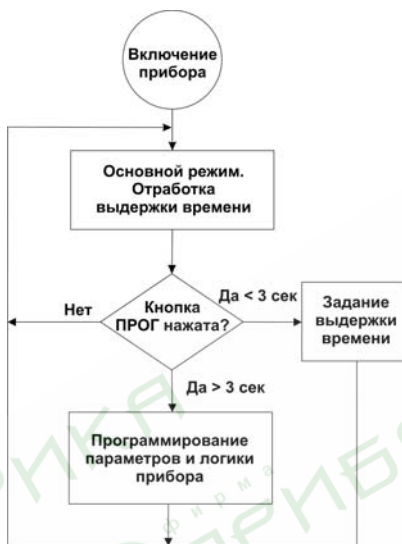 Включение
прибора
Основной режим.
Отработка
выдержки времени
Нет
Кнопка
ПРОГ нажата?
Да < 3 сек
Задание
выдержки
времени
Да > 3 сек
Программирование
параметров и логики
прибора
фирма